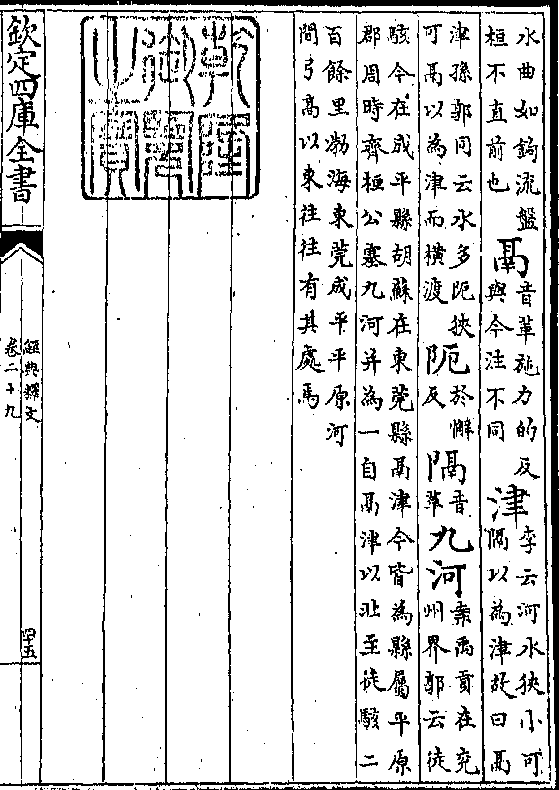 水曲如鉤流盤
桓不直前也
鬲
音革施力的反
與今注不同
津
李云河水狹小可
隔以為津故曰鬲
津孫郭同云水多阨狹
可鬲以為津而橫渡
阨
於懈
反
隔
音
革
九河
案禹貢在兖
州界郭云徒
駭今在成平縣胡蘇在東莞縣鬲津今皆為縣屬平原
郡周時齊桓公塞九河并為一自鬲津以北至徒駭二
百餘里渤海東莞成平平原河
間弓高以東往往有其處焉
乾隆
御覽
之寶
欽定四庫全書
經典釋文
卷二十九
四十五